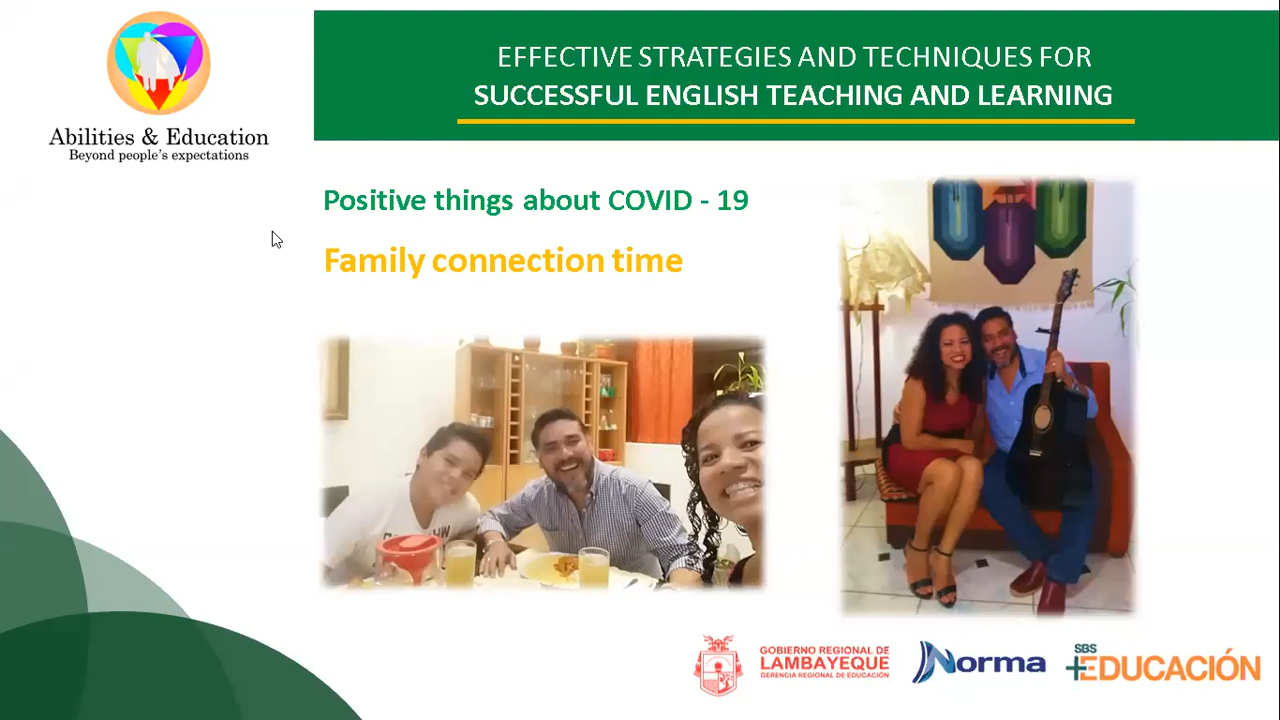 Abilities & Education
Beyond people's expectations
EFFECTIVE STRATEGIES AND TECHNIQUES FOR
SUCCESSFUL ENGLISH TEACHING AND LEARNING
Positive things about COVID - 19
Family connection time
GOBIERNO REGIONAL DE
LAMBAYEQUE
GERENCIA REGIONAL DE EDUCACIÓN
Norma
SBS
EDUCACIÓN